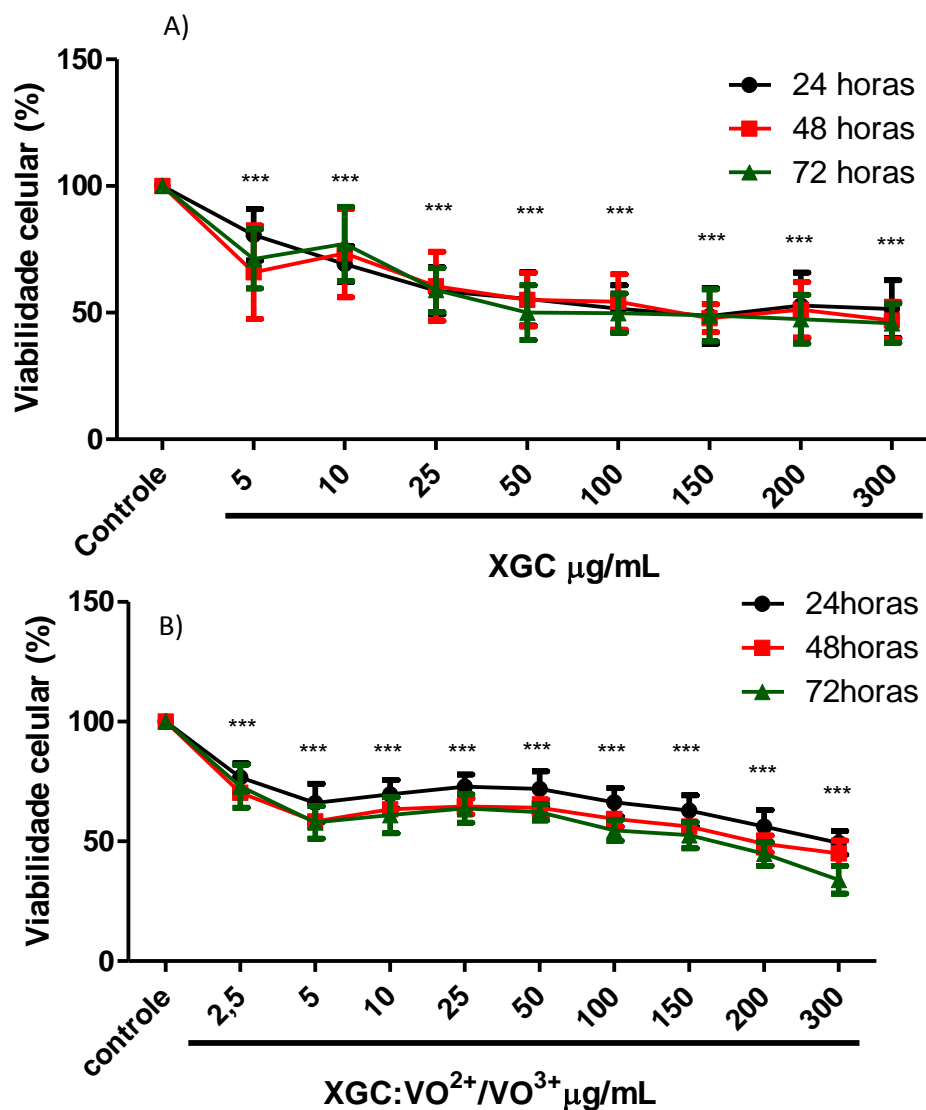 A)
Viabilidade celular (%)
150
100
50
0
24 horas
48 horas
72 horas
*** *** *** *** *** *** *** ***
Controle 5 10 25 50 100 150 200 300
XGC µg/mL
B)
Viabilidade celular (%)
150
100
50
0
24horas
48horas
72horas
*** *** *** *** *** *** *** *** ***
controle 2,5 5 10 25 50 100 150 200 300
XGC:VO²⁺/VO³⁺µg/mL